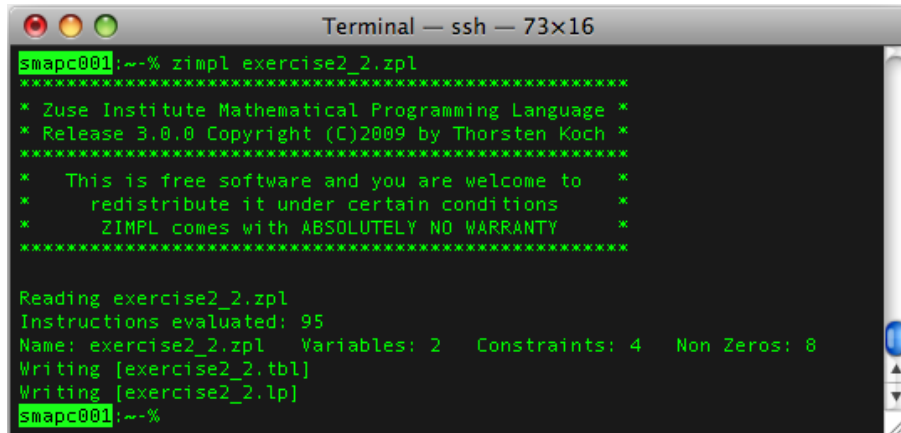 Terminal — ssh — 73×16
smapc001:~-% zimpl exercise2_2.zpl
****************************************************
* Zuse Institute Mathematical Programming Language *
* Release 3.0.0 Copyright (C)2009 by Thorsten Koch *
****************************************************
*   This is free software and you are welcome to   *
*     redistribute it under certain conditions     *
*      ZIMPL comes with ABSOLUTELY NO WARRANTY     *
****************************************************
Reading exercise2_2.zpl
Instructions evaluated: 95
Name: exercise2_2.zpl   Variables: 2   Constraints: 4   Non Zeros: 8
Writing [exercise2_2.tbl]
Writing [exercise2_2.lp]
smapc001:~-%